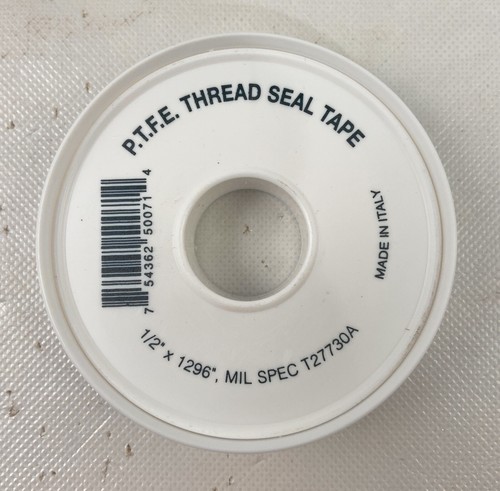 P.T.F.E. THREAD SEAL TAPE
7 54362 50071 4
MADE IN ITALY
1/2" x 1296", MIL SPEC T27730A